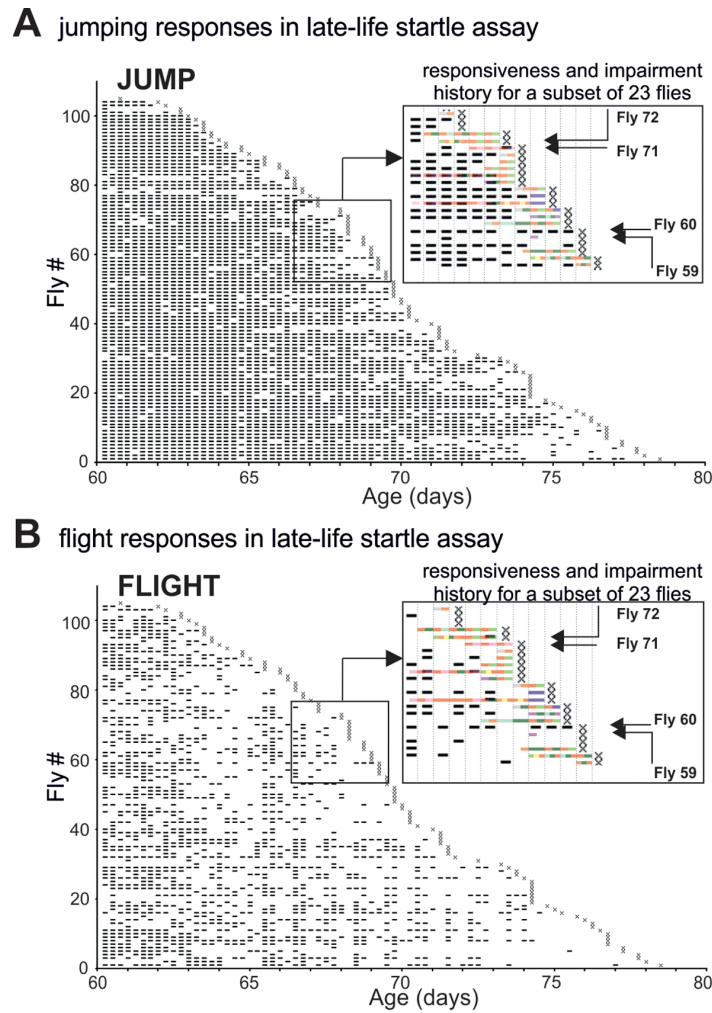 A jumping responses in late-life startle assay
JUMP
responsiveness and impairment
history for a subset of 23 flies
Fly 72
Fly 71
Fly 60
Fly 59
100
80
60
40
20
0
Fly #
60 65 70 75 80
Age (days)
B flight responses in late-life startle assay
FLIGHT
responsiveness and impairment
history for a subset of 23 flies
Fly 72
Fly 71
Fly 60
Fly 59
100
80
60
40
20
0
Fly #
60 65 70 75 80
Age (days)